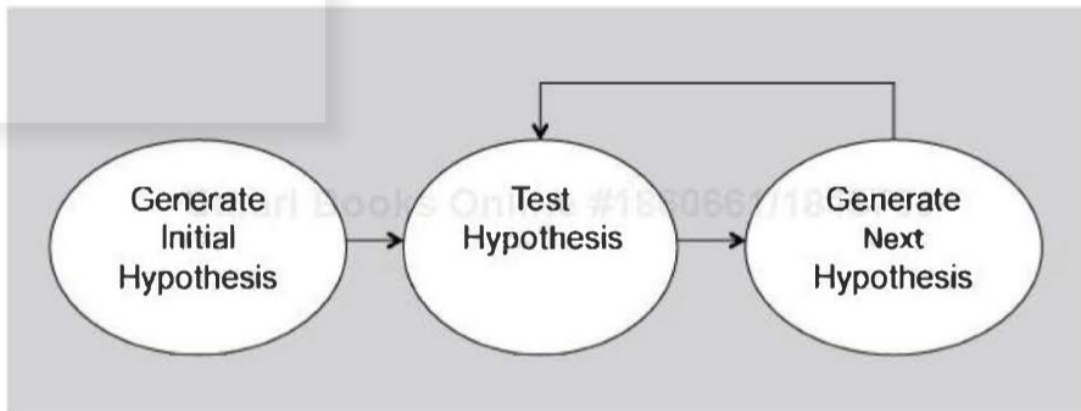 Generate
Initial
Hypothesis
Test
Hypothesis
Generate
Next
Hypothesis